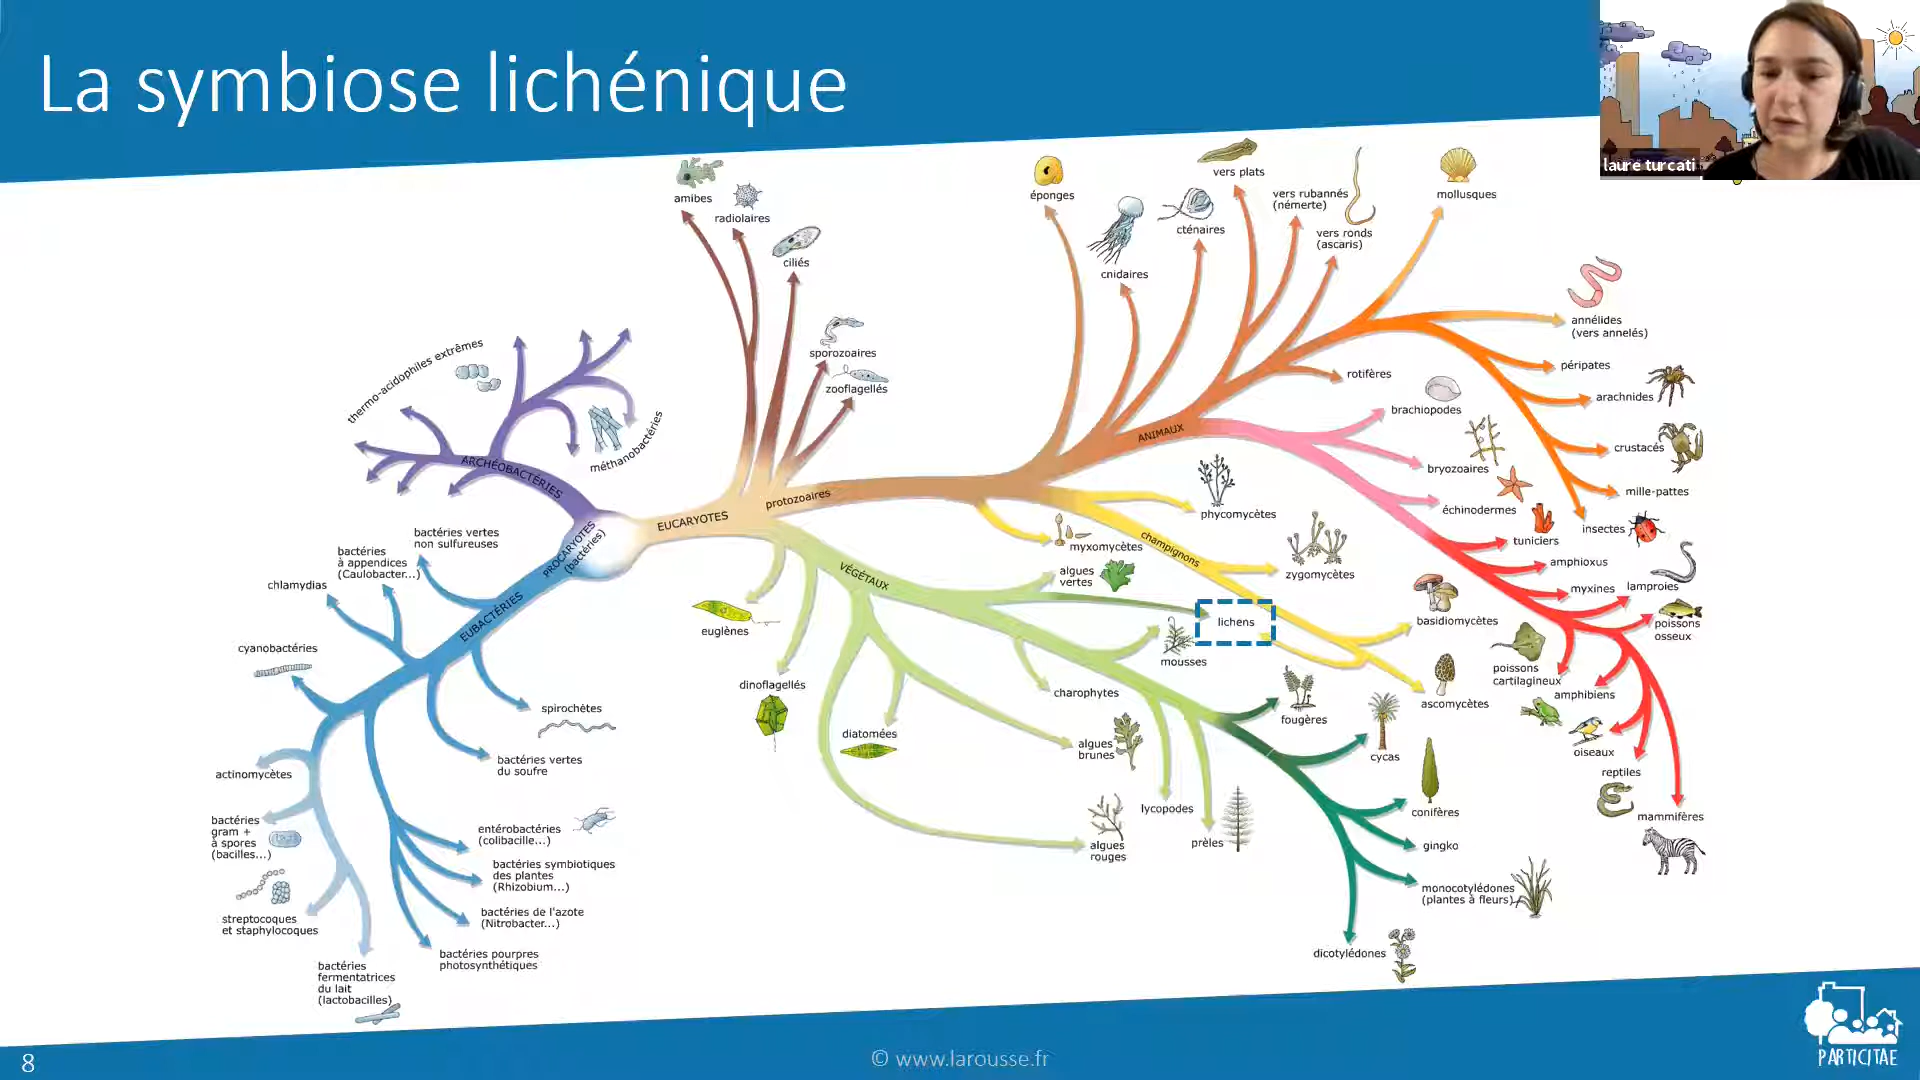 La symbiose lichénique
laure turcati
amibes
radiolaires
ciliés
sporozoaires
zooflagellés
éponges
cnidaires
cténaires
vers plats
vers rubannés
(némerte)
vers ronds
(ascaris)
mollusques
annélides
(vers annelés)
péripates
arachnides
crustacés
mille-pattes
insectes
rotifères
brachiopodes
bryozoaires
échinodermes
tuniciers
amphioxus
myxines
lamproies
poissons
osseux
poissons
cartilagineux
amphibiens
oiseaux
reptiles
mammifères
ANIMAUX
thermo-acidophiles extrêmes
méthanobactéries
ARCHÉOBACTÉRIES
PROCARYOTES
(bactéries)
EUCARYOTES
protozoaires
EUBACTÉRIES
bactéries vertes
non sulfureuses
bactéries
à appendices
(Caulobacter...)
chlamydias
cyanobactéries
spirochètes
bactéries vertes
du soufre
actinomycètes
bactéries
gram +
à spores
(bacilles...)
streptocoques
et staphylocoques
bactéries
fermentatrices
du lait
(lactobacilles)
entérobactéries
(colibacille...)
bactéries symbiotiques
des plantes
(Rhizobium...)
bactéries de l'azote
(Nitrobacter...)
bactéries pourpres
photosynthétiques
VÉGÉTAUX
euglènes
dinoflagellés
diatomées
algues
vertes
lichens
mousses
charophytes
algues
brunes
algues
rouges
lycopodes
prèles
fougères
cycas
conifères
gingko
monocotylédones
(plantes à fleurs)
dicotylédones
champignons
myxomycètes
phycomycètes
zygomycètes
basidiomycètes
ascomycètes
8
© www.larousse.fr
PARTICITAE